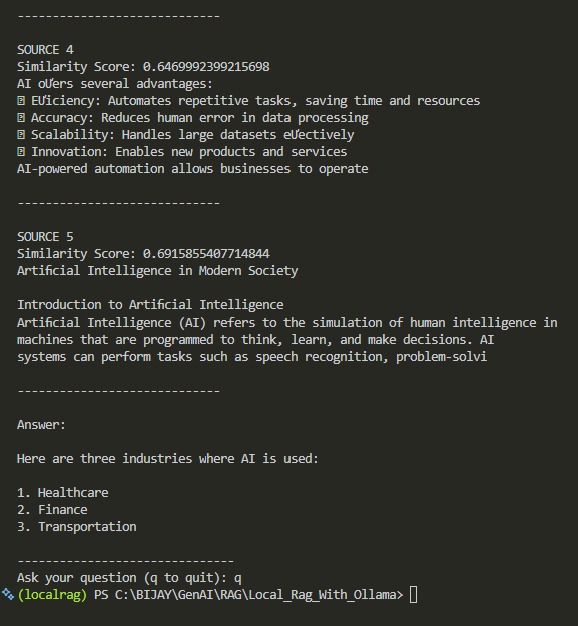 -----------------------------
SOURCE 4
Similarity Score: 0.6469992399215698
AI oƯers several advantages:
EƯiciency: Automates repetitive tasks, saving time and resources
Accuracy: Reduces human error in data processing
Scalability: Handles large datasets eƯectively
Innovation: Enables new products and services
AI-powered automation allows businesses to operate
-----------------------------
SOURCE 5
Similarity Score: 0.6915855407714844
Artificial Intelligence in Modern Society
Introduction to Artificial Intelligence
Artificial Intelligence (AI) refers to the simulation of human intelligence in
machines that are programmed to think, learn, and make decisions. AI
systems can perform tasks such as speech recognition, problem-solvi
-----------------------------
Answer:
Here are three industries where AI is used:
1. Healthcare
2. Finance
3. Transportation
-------------------------------
Ask your question (q to quit): q
(localrag) PS C:\BIJAY\GenAI\RAG\Local_Rag_With_Ollama>